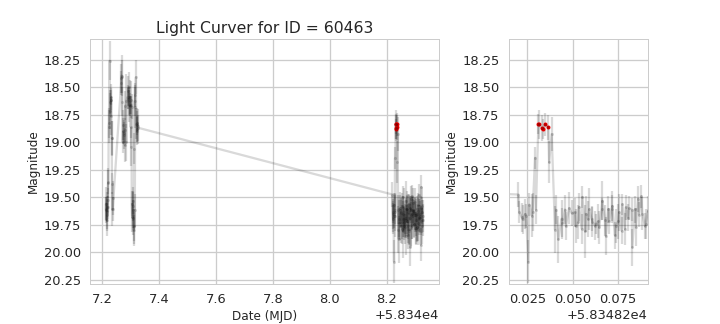 Light Curver for ID = 60463
Magnitude
18.25
18.50
18.75
19.00
19.25
19.50
19.75
20.00
20.25
7.2 7.4 7.6 7.8 8.0 8.2
Date (MJD)
+5.834e4
Magnitude
18.25
18.50
18.75
19.00
19.25
19.50
19.75
20.00
20.25
0.025 0.050 0.075
+5.83482e4